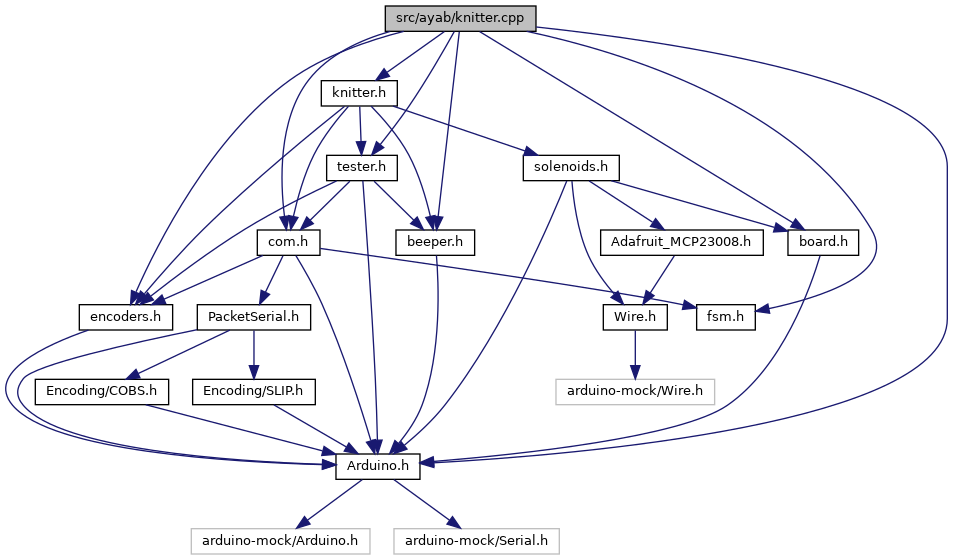 src/ayab/knitter.cpp
knitter.h
tester.h
solenoids.h
com.h
beeper.h
Adafruit_MCP23008.h
board.h
encoders.h
PacketSerial.h
Wire.h
fsm.h
Encoding/COBS.h
Encoding/SLIP.h
arduino-mock/Wire.h
Arduino.h
arduino-mock/Arduino.h
arduino-mock/Serial.h